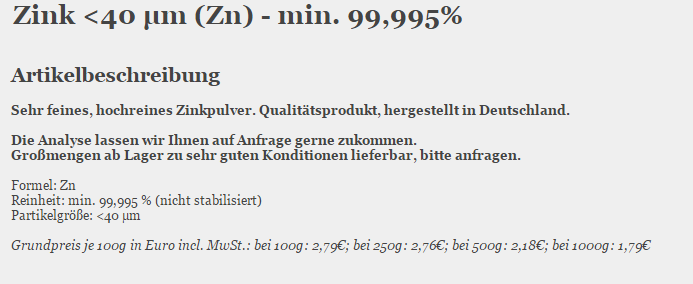 Zink <40 µm (Zn) - min. 99,995%
Artikelbeschreibung
Sehr feines, hochreines Zinkpulver. Qualitätsprodukt, hergestellt in Deutschland.
Die Analyse lassen wir Ihnen auf Anfrage gerne zukommen.
Großmengen ab Lager zu sehr guten Konditionen lieferbar, bitte anfragen.
Formel: Zn
Reinheit: min. 99,995 % (nicht stabilisiert)
Partikelgröße: <40 µm
Grundpreis je 100g in Euro incl. MwSt.: bei 100g: 2,79€; bei 250g: 2,76€; bei 500g: 2,18€; bei 1000g: 1,79€